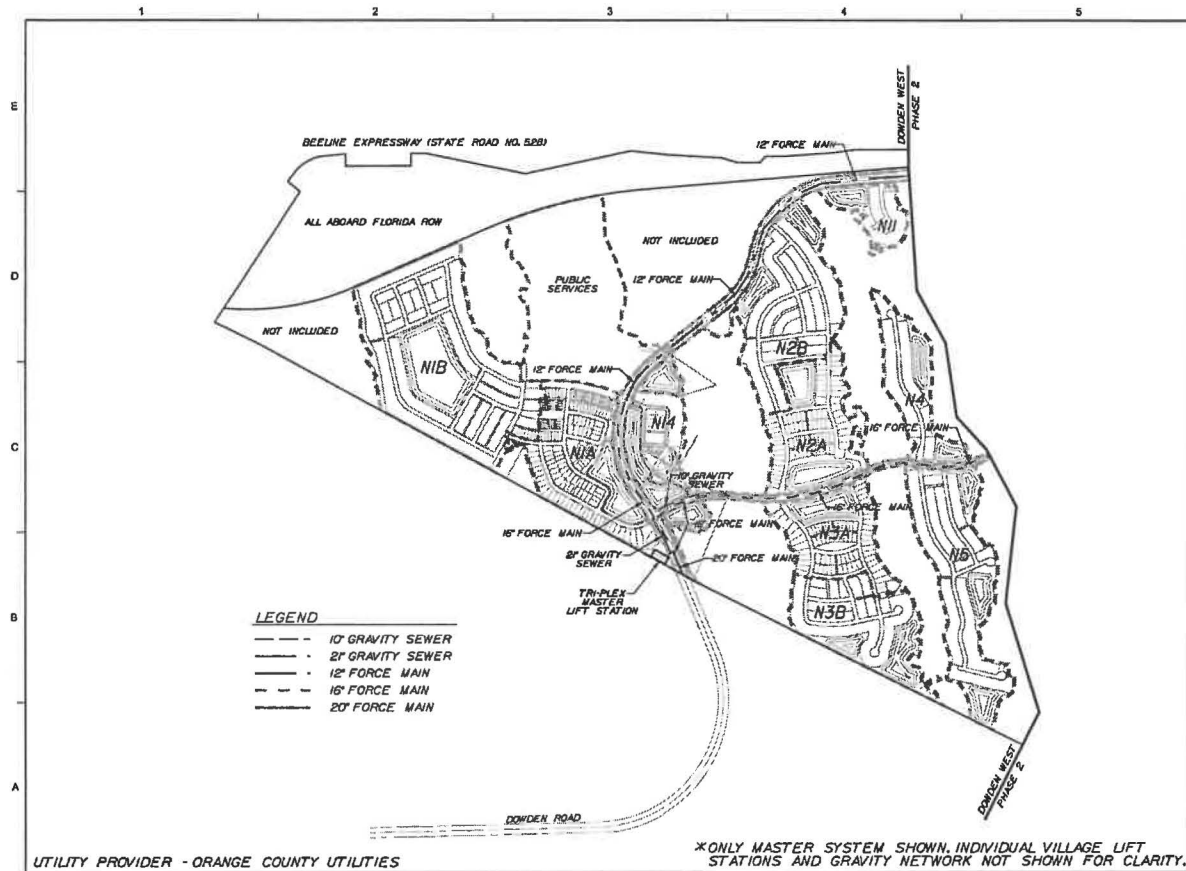 1 2 3 4 5
E
D
C
B
A
DOWDEN WEST
PHASE 2
BEELINE EXPRESSWAY (STATE ROAD NO. 528)
12" FORCE MAIN
ALL ABOARD FLORIDA ROW
N11
NOT INCLUDED
PUBLIC
SERVICES
12" FORCE MAIN
NOT INCLUDED
N1B
N2B
12" FORCE MAIN
N4
N14
16" FORCE MAIN
N1A
N2A
10" GRAVITY
SEWER
16" FORCE MAIN
16" FORCE MAIN
16" FORCE MAIN
N3A
21" GRAVITY
SEWER
20" FORCE MAIN
N5
TRI-PLEX
MASTER
LIFT STATION
N3B
LEGEND
10" GRAVITY SEWER
21" GRAVITY SEWER
12" FORCE MAIN
16" FORCE MAIN
20" FORCE MAIN
DOWDEN WEST
PHASE 2
DOWDEN ROAD
UTILITY PROVIDER - ORANGE COUNTY UTILITIES
*ONLY MASTER SYSTEM SHOWN. INDIVIDUAL VILLAGE LIFT
STATIONS AND GRAVITY NETWORK NOT SHOWN FOR CLARITY.